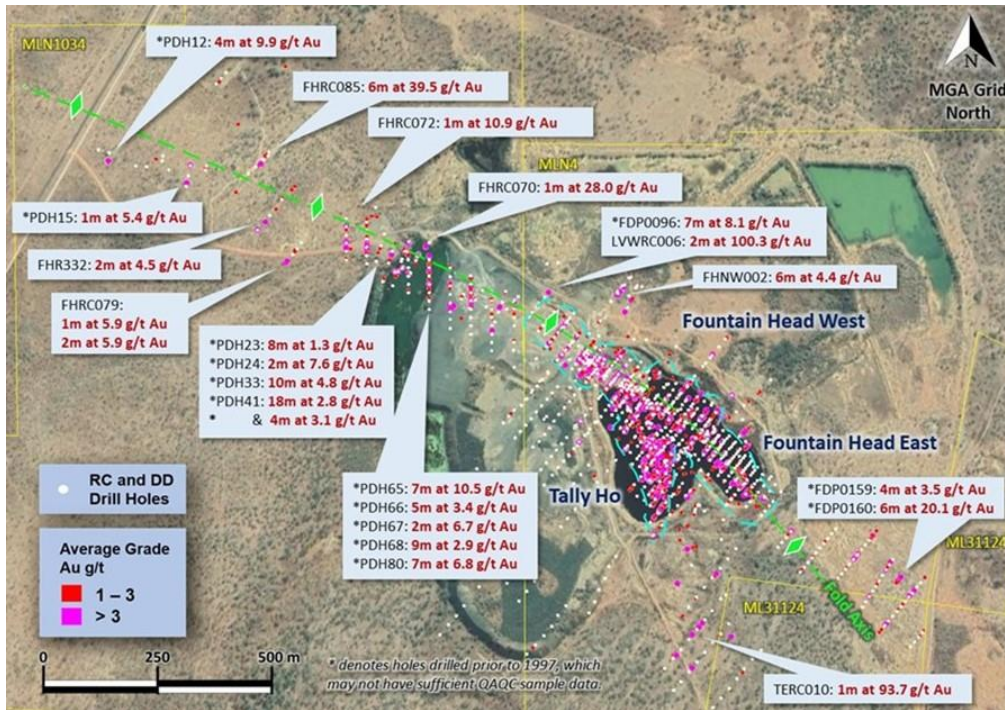 MLN1034
*PDH12: 4m at 9.9 g/t Au
FHRC085: 6m at 39.5 g/t Au
FHRC072: 1m at 10.9 g/t Au
N
MGA Grid
North
MLN4
FHRC070: 1m at 28.0 g/t Au
*PDH15: 1m at 5.4 g/t Au
*FDP0096: 7m at 8.1 g/t Au
LVWRC006: 2m at 100.3 g/t Au
FHR332: 2m at 4.5 g/t Au
FHNW002: 6m at 4.4 g/t Au
FHRC079:
1m at 5.9 g/t Au
2m at 5.9 g/t Au
Fountain Head West
*PDH23: 8m at 1.3 g/t Au
*PDH24: 2m at 7.6 g/t Au
*PDH33: 10m at 4.8 g/t Au
*PDH41: 18m at 2.8 g/t Au
* & 4m at 3.1 g/t Au
Fountain Head East
Tally Ho
RC and DD
Drill Holes
*PDH65: 7m at 10.5 g/t Au
*PDH66: 5m at 3.4 g/t Au
*PDH67: 2m at 6.7 g/t Au
*PDH68: 9m at 2.9 g/t Au
*PDH80: 7m at 6.8 g/t Au
*FDP0159: 4m at 3.5 g/t Au
*FDP0160: 6m at 20.1 g/t Au
Average Grade
Au g/t
1 – 3
> 3
ML31124
ML31124
Fold Axis
0 250 500 m
* denotes holes drilled prior to 1997, which
may not have sufficient QAQC sample data.
TERC010: 1m at 93.7 g/t Au